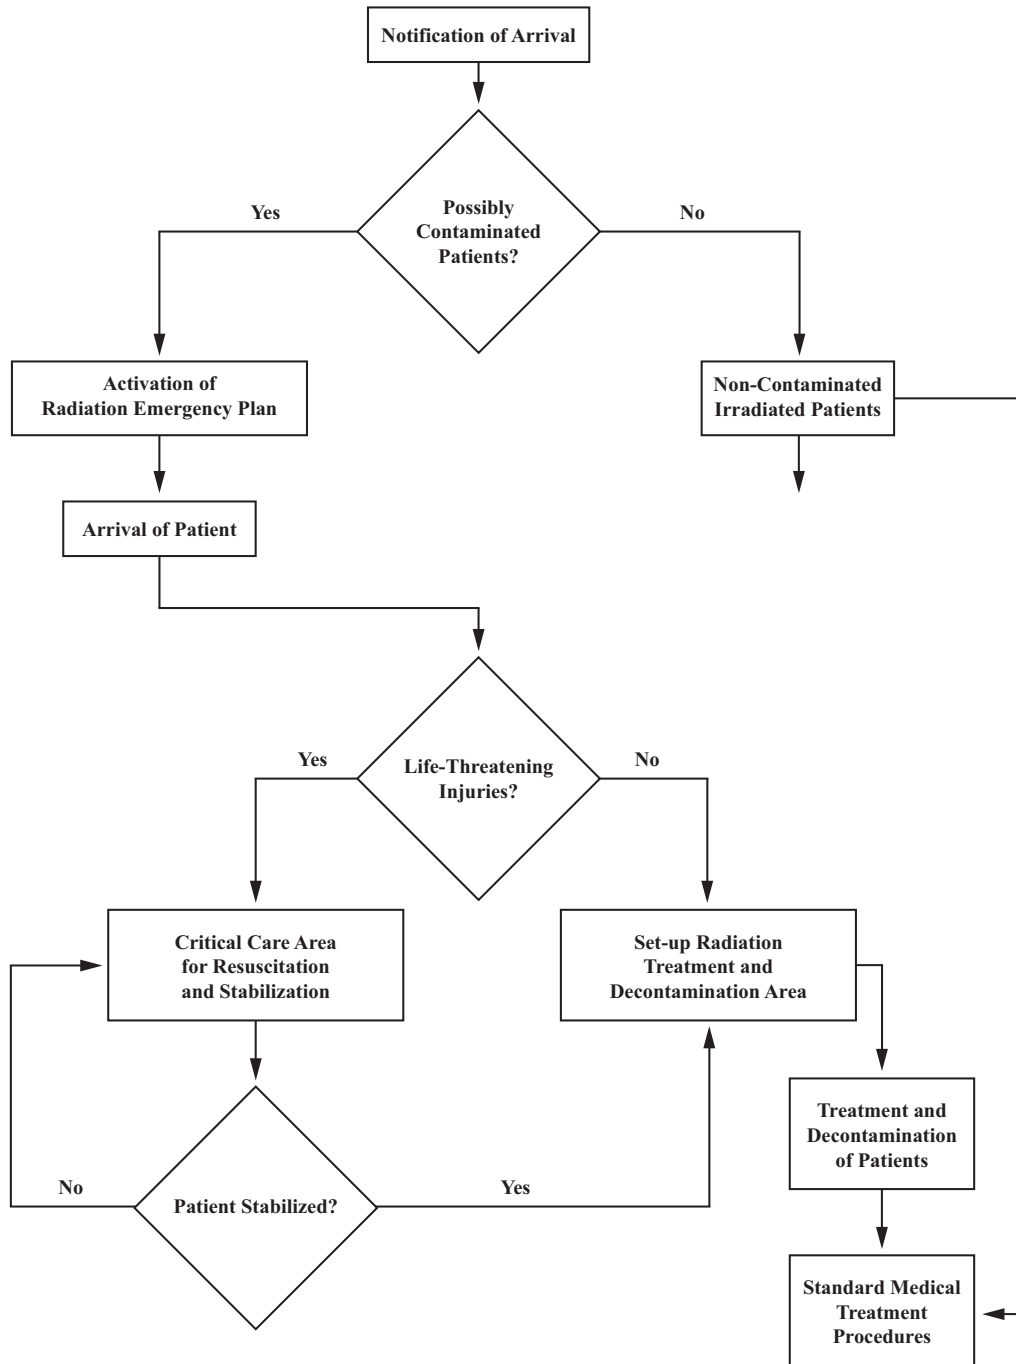 Notification of Arrival
Possibly
Contaminated
Patients?
Yes
No
Activation of
Radiation Emergency Plan
Non-Contaminated
Irradiated Patients
Arrival of Patient
Life-Threatening
Injuries?
Yes
No
Critical Care Area
for Resuscitation
and Stabilization
Set-up Radiation
Treatment and
Decontamination Area
Treatment and
Decontamination
of Patients
No
Patient Stabilized?
Yes
Standard Medical
Treatment
Procedures